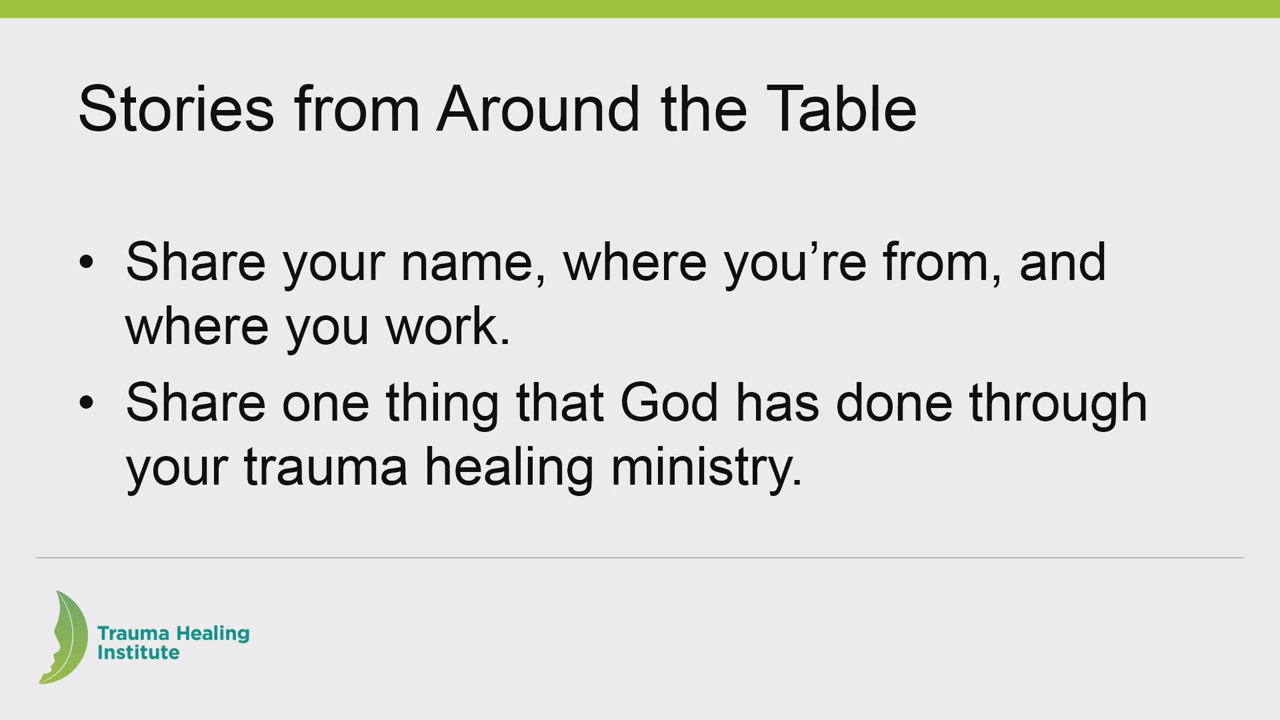 Stories from Around the Table
• Share your name, where you’re from, and
where you work.
• Share one thing that God has done through
your trauma healing ministry.
Trauma Healing
Institute